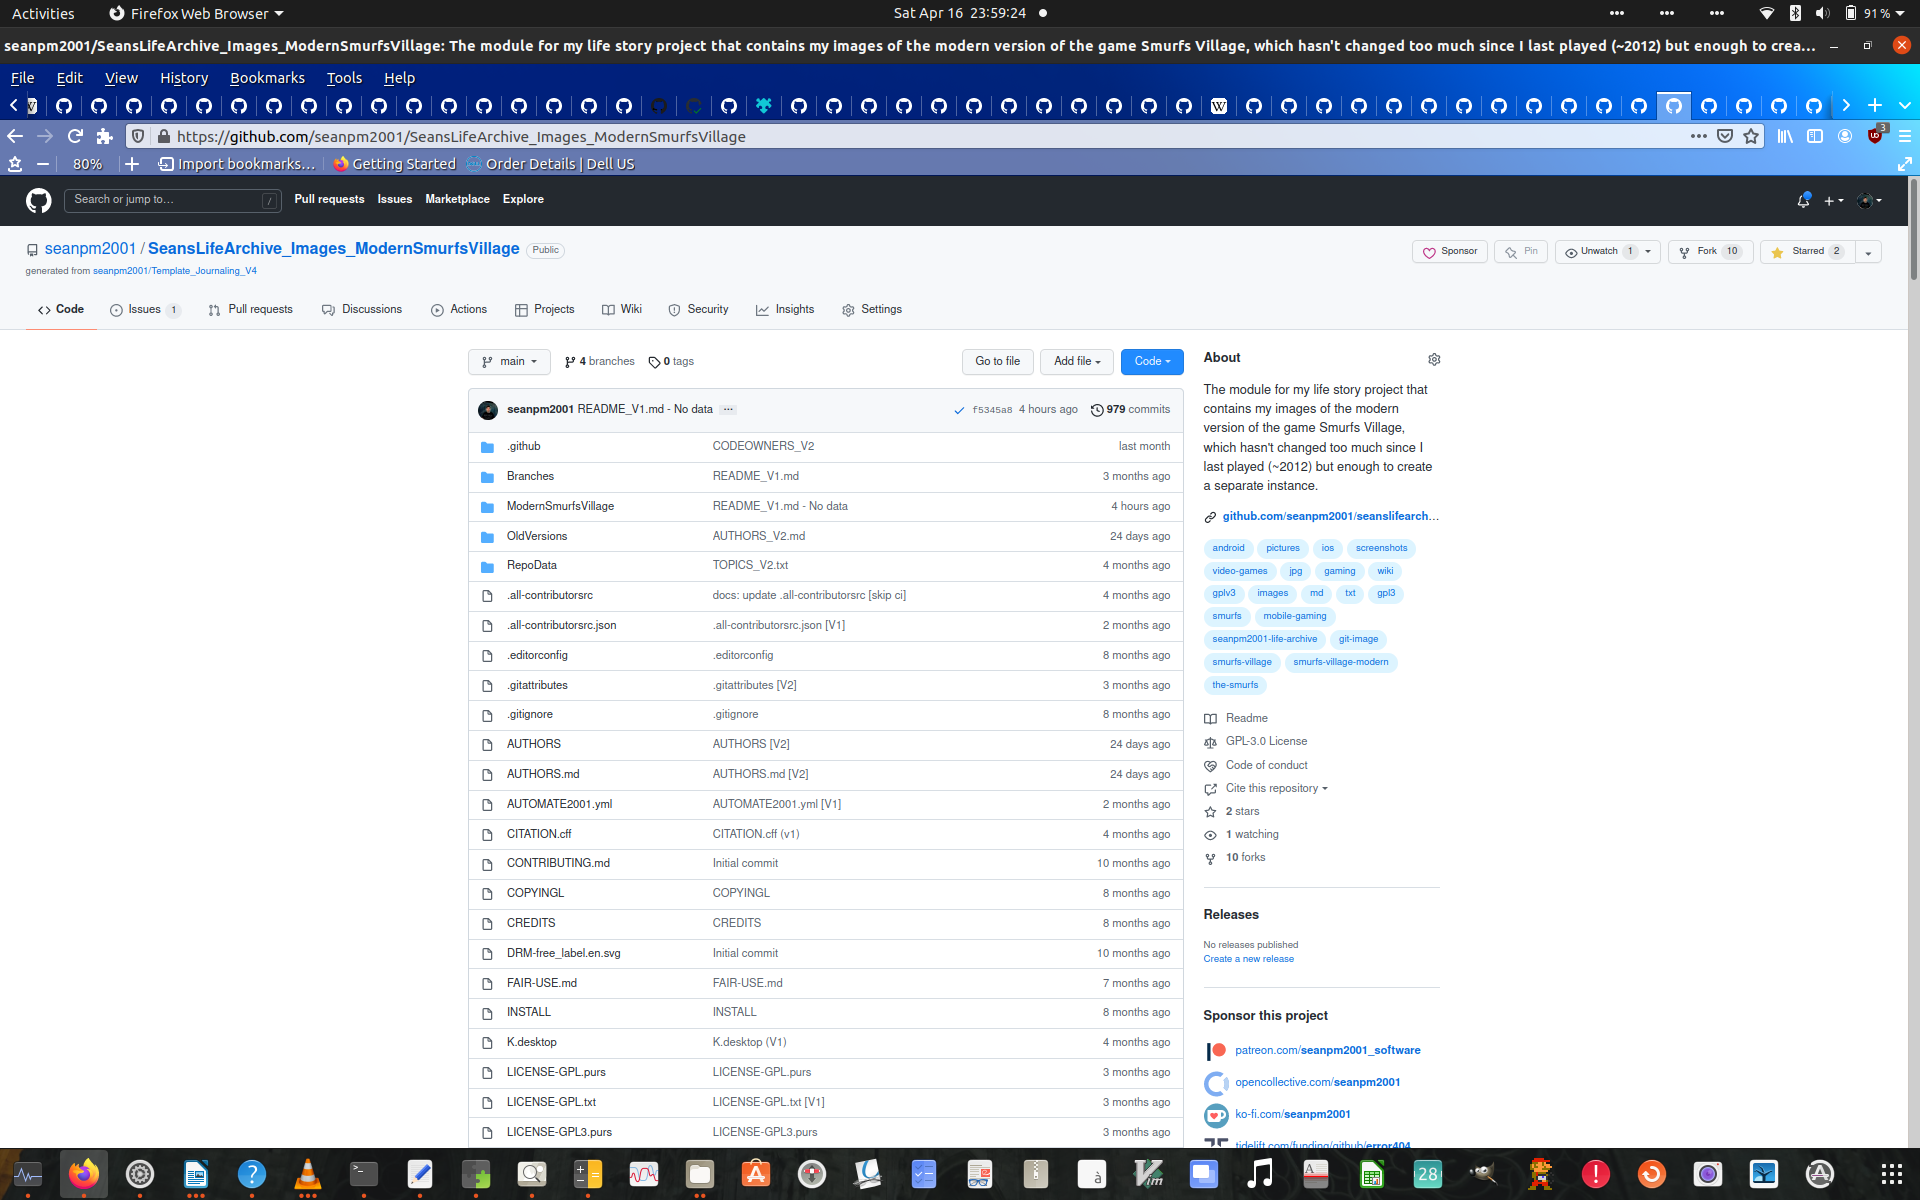 Activities Firefox Web Browser Sat Apr 16 23:59:24 91%
seanpm2001/SeansLifeArchive_Images_ModernSmurfsVillage: The module for my life story project that contains my images of the modern version of the game Smurfs Village, which hasn't changed too much since I last played (~2012) but enough to crea…
File Edit View History Bookmarks Tools Help
https://github.com/seanpm2001/SeansLifeArchive_Images_ModernSmurfsVillage 3
80% Import bookmarks… Getting Started Order Details | Dell US
Search or jump to… / Pull requests Issues Marketplace Explore
seanpm2001 / SeansLifeArchive_Images_ModernSmurfsVillage Public
Sponsor Pin Unwatch 1 Fork 10 Starred 2
generated from seanpm2001/Template_Journaling_V4
Code Issues 1 Pull requests Discussions Actions Projects Wiki Security Insights Settings
main 4 branches 0 tags Go to file Add file Code
seanpm2001 README_V1.md - No data … f5345a8 4 hours ago 979 commits
.github CODEOWNERS_V2 last month
Branches README_V1.md 3 months ago
ModernSmurfsVillage README_V1.md - No data 4 hours ago
OldVersions AUTHORS_V2.md 24 days ago
RepoData TOPICS_V2.txt 4 months ago
.all-contributorsrc docs: update .all-contributorsrc [skip ci] 4 months ago
.all-contributorsrc.json .all-contributorsrc.json [V1] 2 months ago
.editorconfig .editorconfig 8 months ago
.gitattributes .gitattributes [V2] 3 months ago
.gitignore .gitignore 8 months ago
AUTHORS AUTHORS [V2] 24 days ago
AUTHORS.md AUTHORS.md [V2] 24 days ago
AUTOMATE2001.yml AUTOMATE2001.yml [V1] 2 months ago
CITATION.cff CITATION.cff (v1) 4 months ago
CONTRIBUTING.md Initial commit 10 months ago
COPYINGL COPYINGL 8 months ago
CREDITS CREDITS 8 months ago
DRM-free_label.en.svg Initial commit 10 months ago
FAIR-USE.md FAIR-USE.md 7 months ago
INSTALL INSTALL 8 months ago
K.desktop K.desktop (V1) 4 months ago
LICENSE-GPL.purs LICENSE-GPL.purs 3 months ago
LICENSE-GPL.txt LICENSE-GPL.txt [V1] 3 months ago
LICENSE-GPL3.purs LICENSE-GPL3.purs 3 months ago
About
The module for my life story project that
contains my images of the modern
version of the game Smurfs Village,
which hasn't changed too much since I
last played (~2012) but enough to create
a separate instance.
github.com/seanpm2001/seanslifearch…
android pictures ios screenshots
video-games jpg gaming wiki
gplv3 images md txt gpl3
smurfs mobile-gaming
seanpm2001-life-archive git-image
smurfs-village smurfs-village-modern
the-smurfs
Readme
GPL-3.0 License
Code of conduct
Cite this repository
2 stars
1 watching
10 forks
Releases
No releases published
Create a new release
Sponsor this project
patreon.com/seanpm2001_software
opencollective.com/seanpm2001
ko-fi.com/seanpm2001
tidelift.com/funding/github/error404
28